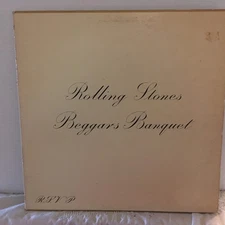 Rolling Stones
Beggars Banquet
R.S.V.P.